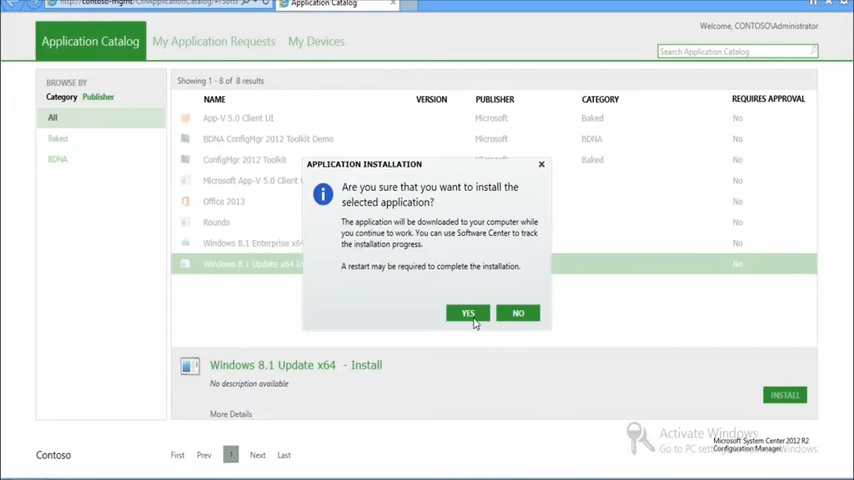 http://contoso-mgmt/CMApplicationCatalog/#/Softw
Application Catalog
Welcome, CONTOSO\Administrator
Application Catalog My Application Requests My Devices
Search Application Catalog
BROWSE BY
Category Publisher
All
Baked
BDNA
Showing 1 - 8 of 8 results
NAME VERSION PUBLISHER CATEGORY REQUIRES APPROVAL
App-V 5.0 Client UI Microsoft Baked No
BDNA ConfigMgr 2012 Toolkit Demo Microsoft BDNA No
ConfigMgr 2012 Toolkit Microsoft Baked No
Microsoft App-V 5.0 Client U No
Office 2013 No
Rounds No
Windows 8.1 Enterprise x64 No
Windows 8.1 Update x64 In No
APPLICATION INSTALLATION x
Are you sure that you want to install the
selected application?
The application will be downloaded to your computer while
you continue to work. You can use Software Center to track
the installation progress.
A restart may be required to complete the installation.
YES NO
Windows 8.1 Update x64 - Install
No description available
INSTALL
More Details
Activate Windows
Microsoft System Center 2012 R2
Go to PC settings Windows.
Configuration Manager
Contoso
First Prev 1 Next Last